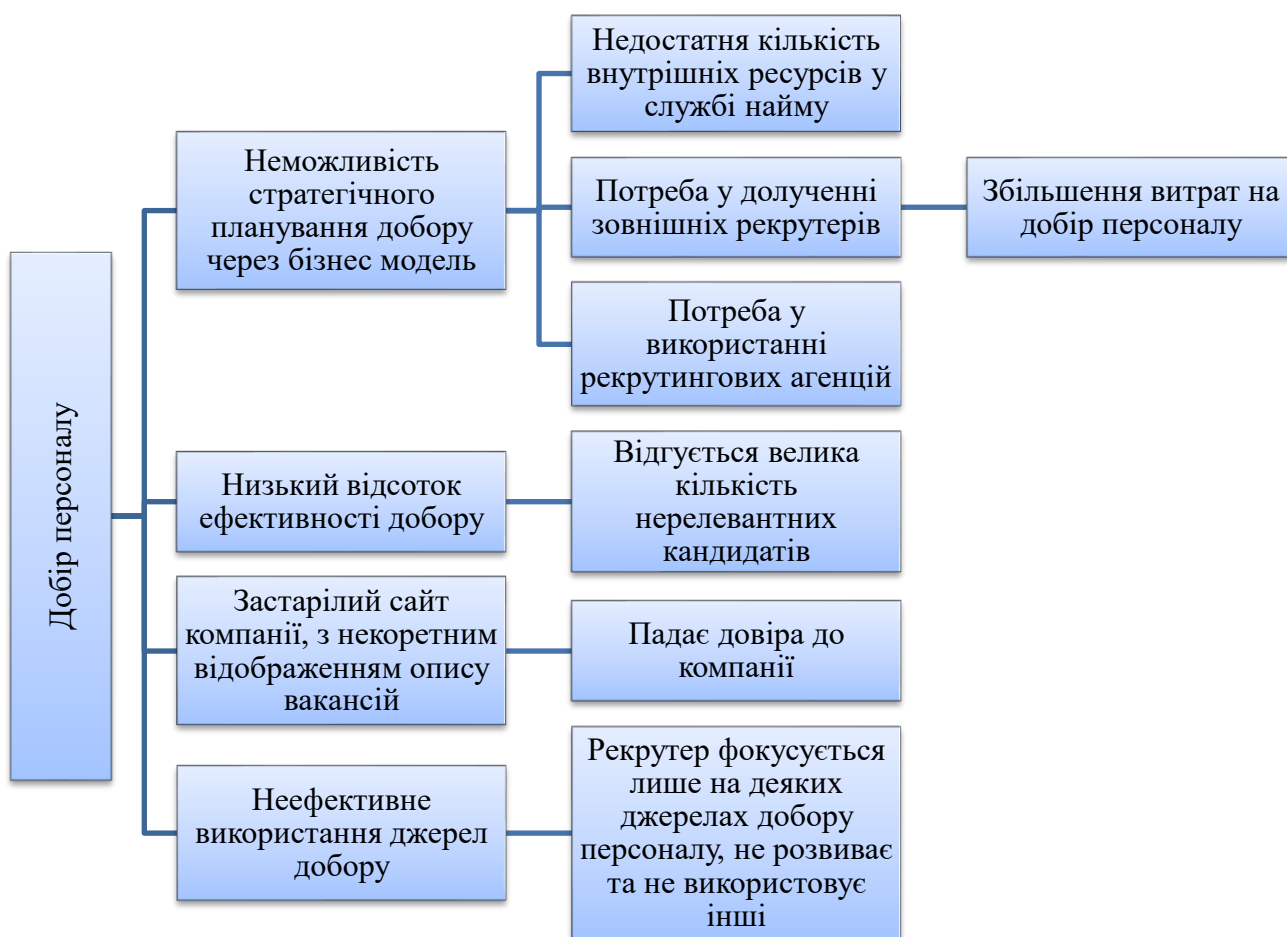 Добір персоналу
Неможливість
стратегічного
планування добору
через бізнес модель
Недостатня кількість
внутрішніх ресурсів у
службі найму
Потреба у долученні
зовнішніх рекрутерів
Збільшення витрат на
добір персоналу
Потреба у
використанні
рекрутингових агенцій
Низький відсоток
ефективності добору
Відгується велика
кількість
нерелевантних
кандидатів
Застарілий сайт
компанії, з некоретним
відображенням опису
вакансій
Падає довіра до
компанії
Неефективне
використання джерел
добору
Рекрутер фокусується
лише на деяких
джерелах добору
персоналу, не розвиває
та не використовує
інші